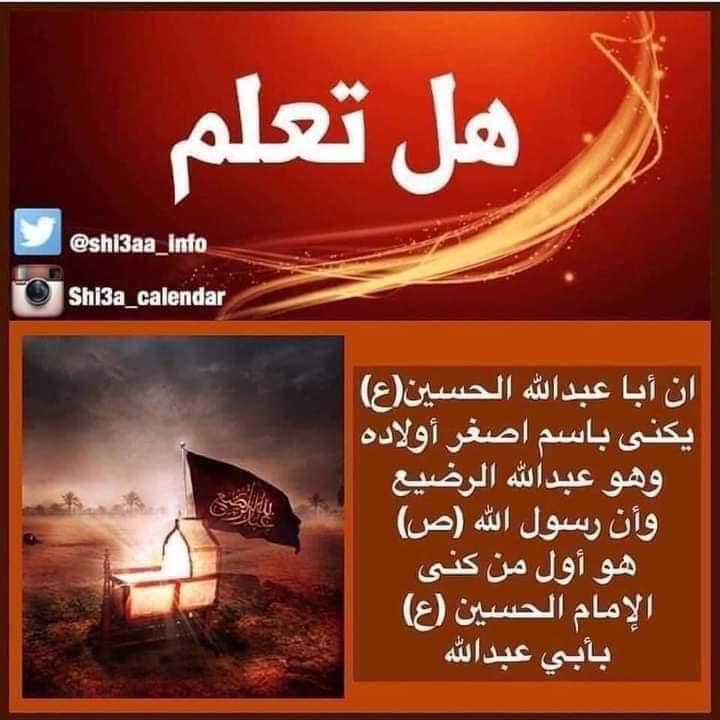 هل تعلم
@shi3aa_info
Shi3a_calendar
ان أبا عبدالله الحسين(ع)
يكنى باسم اصغر أولاده
وهو عبدالله الرضيع
وأن رسول الله (ص)
هو أول من كنى
الإمام الحسين (ع)
بأبي عبدالله